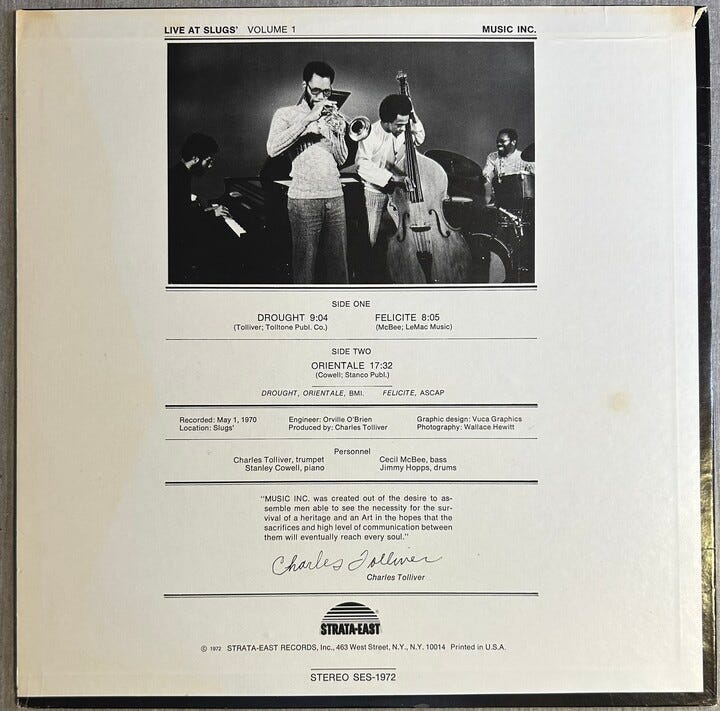 LIVE AT SLUGS' VOLUME 1 MUSIC INC.
SIDE ONE
DROUGHT 9:04 FELICITE 8:05
(Tolliver; Tolltone Publ. Co.) (McBee; LeMac Music)
SIDE TWO
ORIENTALE 17:32
(Cowell; Stanco Publ.)
DROUGHT, ORIENTALE, BMI. FELICITE, ASCAP
Recorded: May 1, 1970 Engineer: Orville O'Brien Graphic design: Vuca Graphics
Location: Slugs' Produced by: Charles Tolliver Photography: Wallace Hewitt
Personnel
Charles Tolliver, trumpet Cecil McBee, bass
Stanley Cowell, piano Jimmy Hopps, drums
"MUSIC INC. was created out of the desire to as-
semble men able to see the necessity for the sur-
vival of a heritage and an Art in the hopes that the
sacrifices and high level of communication between
them will eventually reach every soul."
Charles Tolliver
Charles Tolliver
STRATA-EAST
© 1972 STRATA-EAST RECORDS, Inc., 463 West Street, N.Y., N.Y. 10014 Printed in U.S.A.
STEREO SES-1972